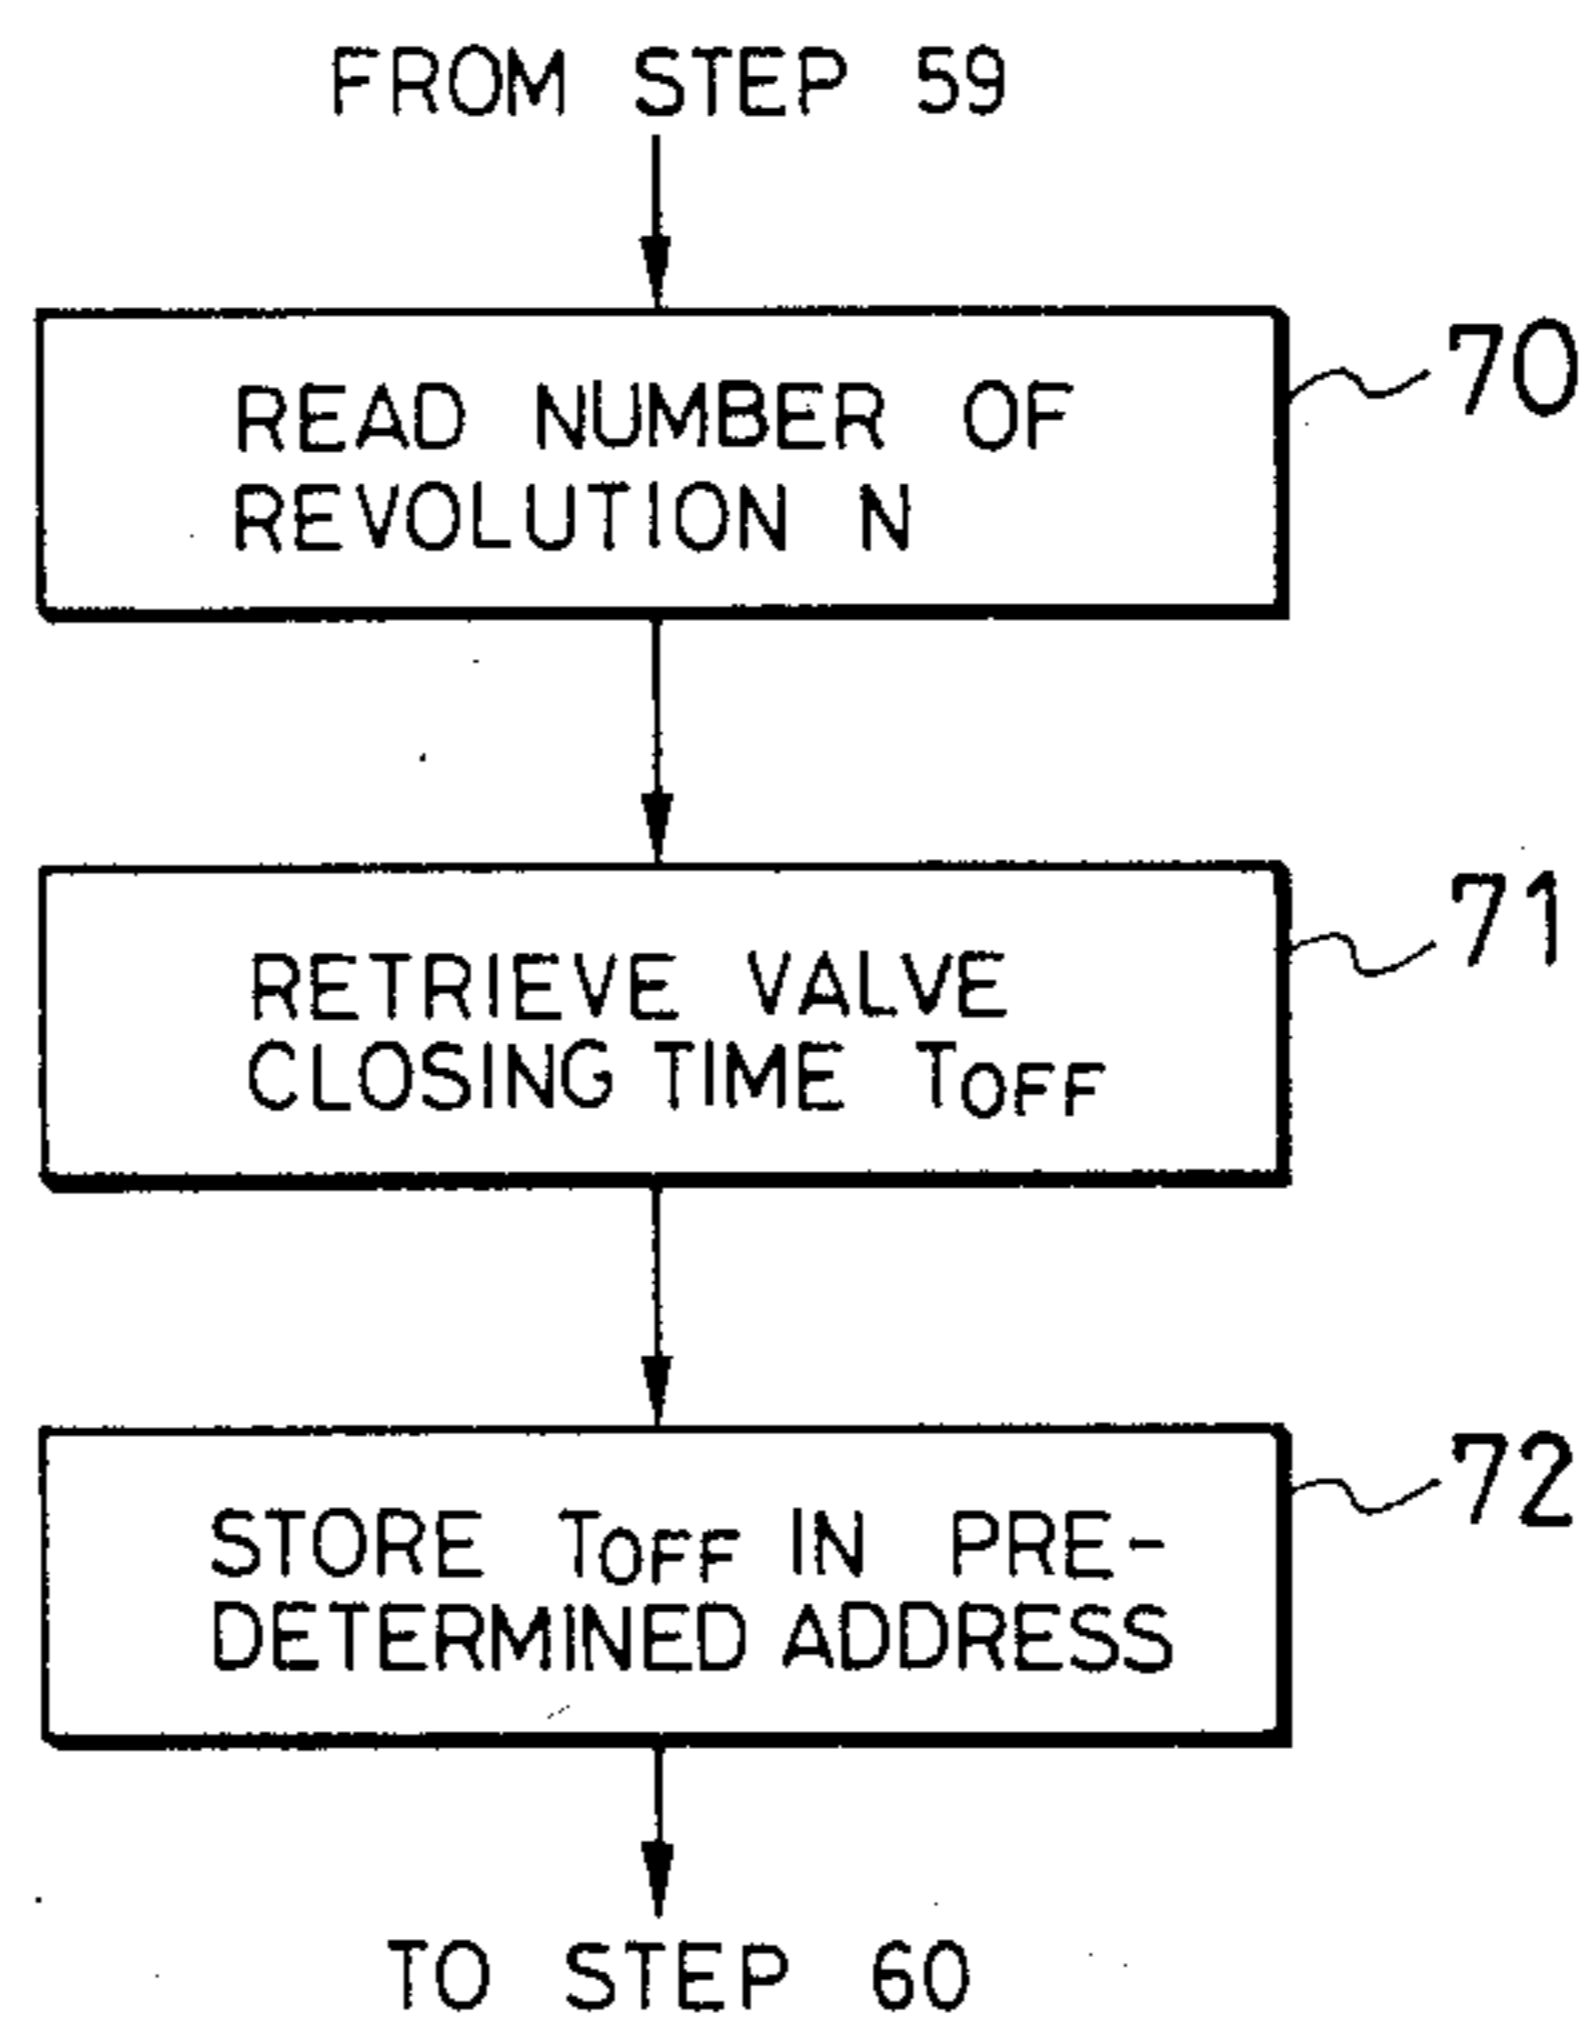 FROM STEP 59
READ NUMBER OF
REVOLUTION N
70
RETRIEVE VALVE
CLOSING TIME TOFF
71
STORE TOFF IN PRE-
DETERMINED ADDRESS
72
TO STEP 60